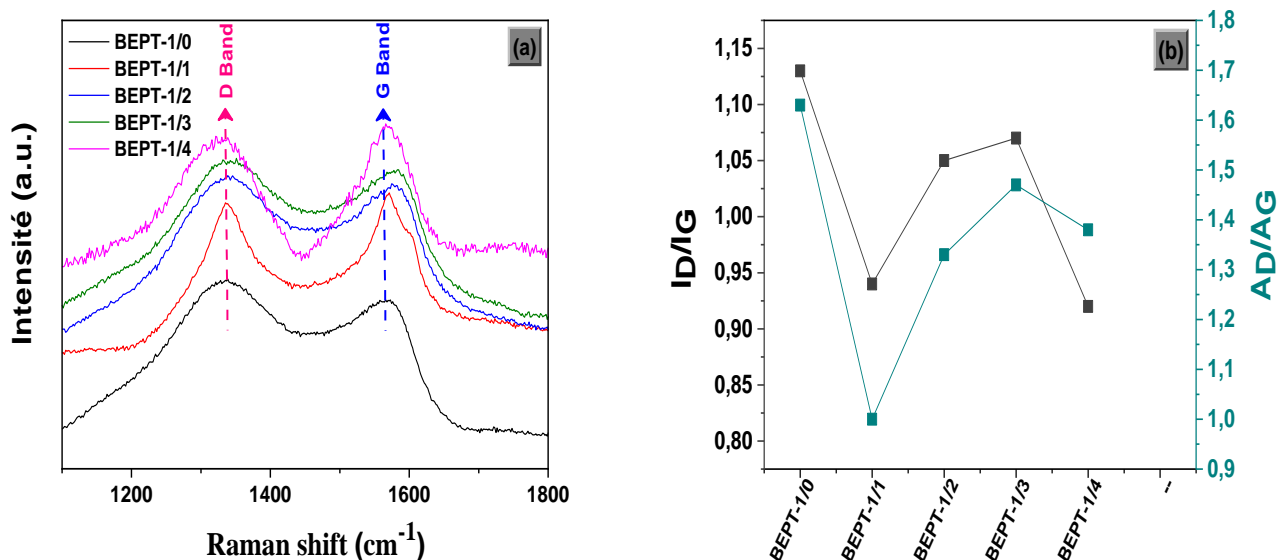 BEPT-1/0
BEPT-1/1
BEPT-1/2
BEPT-1/3
BEPT-1/4
D Band
G Band
(a)
Intensité (a.u.)
1200
1400
1600
1800
Raman shift (cm-1)
(b)
1,15
1,10
1,05
1,00
0,95
0,90
0,85
0,80
ID/IG
1,8
1,7
1,6
1,5
1,4
1,3
1,2
1,1
1,0
0,9
AD/AG
BEPT-1/0
BEPT-1/1
BEPT-1/2
BEPT-1/3
BEPT-1/4
--